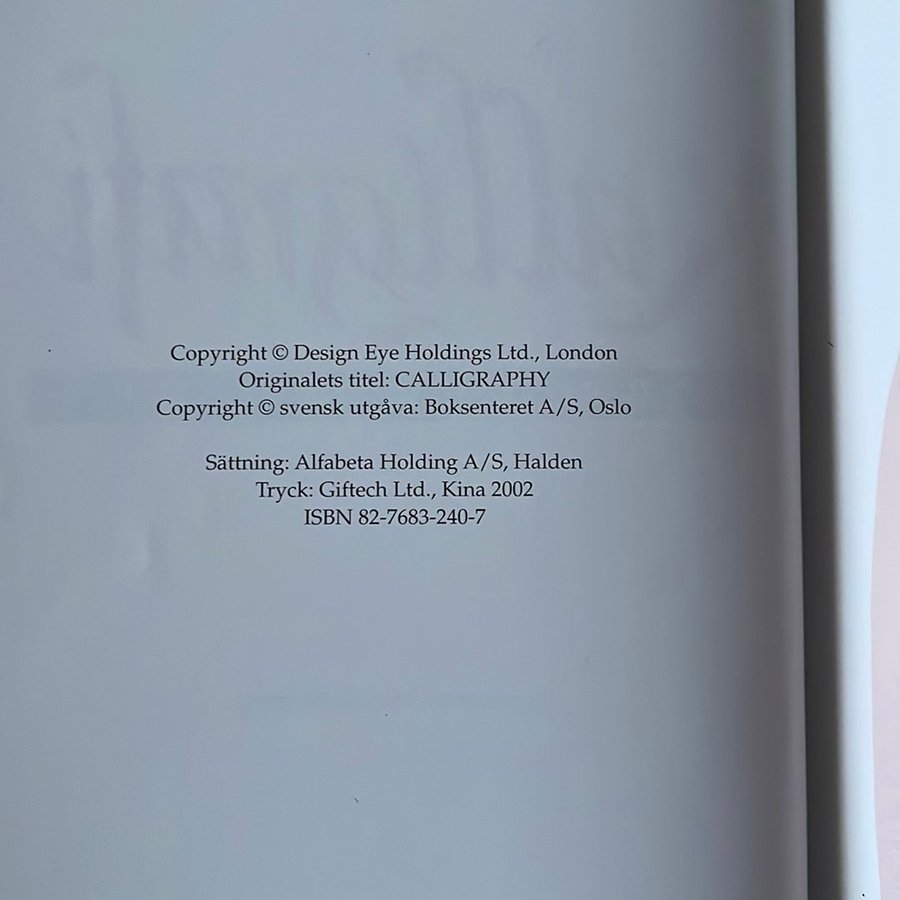 Copyright © Design Eye Holdings Ltd., London
Originalets titel: CALLIGRAPHY
Copyright © svensk utgåva: Boksenteret A/S, Oslo
Sättning: Alfabeta Holding A/S, Halden
Tryck: Giftech Ltd., Kina 2002
ISBN 82-7683-240-7